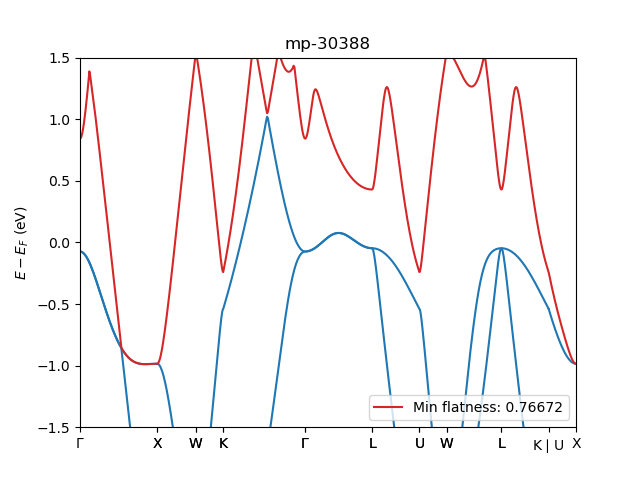 mp-30388
E − E_F (eV)
1.5
1.0
0.5
0.0
−0.5
−1.0
−1.5
Min flatness: 0.76672
Γ X W K Γ L U W L K | U X